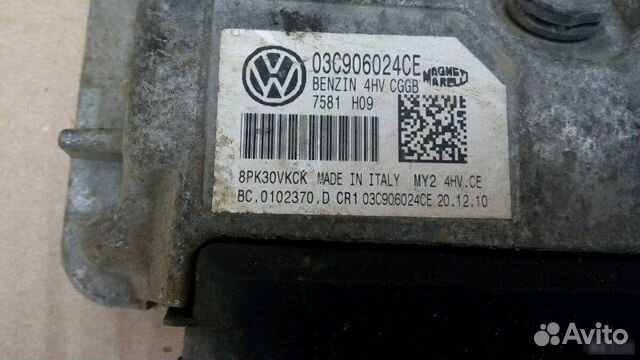 VW 03C906024CE
BENZIN 4HV CGGB MAGNETI MARELLI
7581 H09
8PK30VKCK MADE IN ITALY MY2 4HV.CE
BC.0102370.D CR1 03C906024CE 20.12.10
Avito